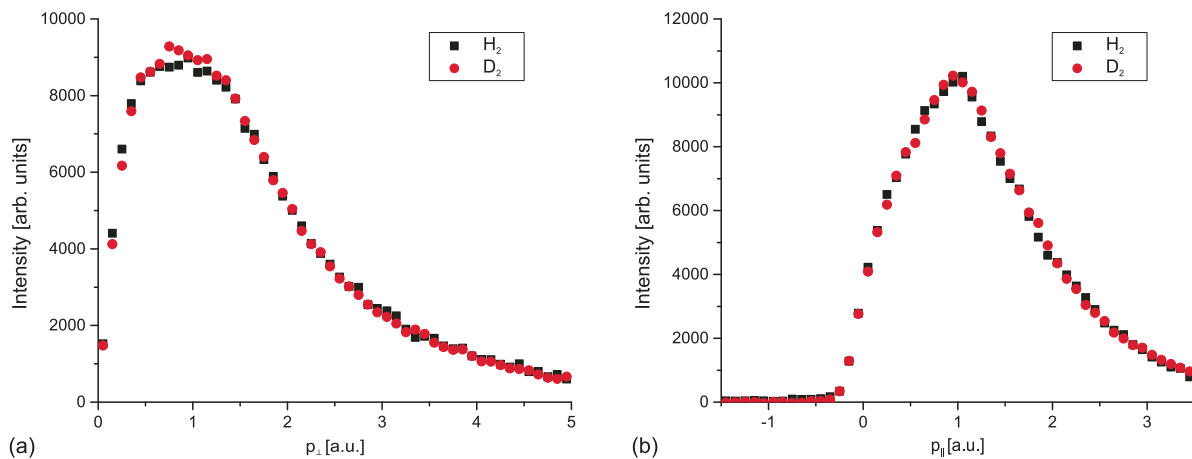 10000
8000
6000
4000
2000
0
Intensity [arb. units]
H₂
D₂
0 1 2 3 4 5
p⊥[a.u.]
(a)
12000
10000
8000
6000
4000
2000
0
Intensity [arb. units]
H₂
D₂
-1 0 1 2 3
p∥[a.u.]
(b)